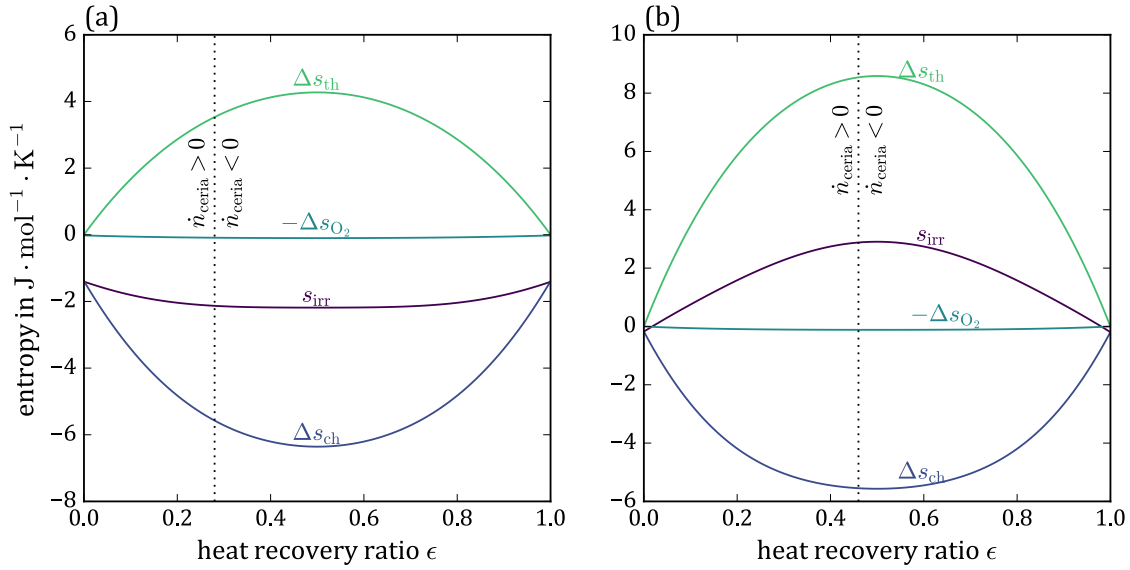 (a)
entropy in J · mol⁻¹ · K⁻¹
6
4
2
0
−2
−4
−6
−8
Δs_th
ṅ_ceria > 0
ṅ_ceria < 0
−Δs_O₂
s_irr
Δs_ch
0.0 0.2 0.4 0.6 0.8 1.0
heat recovery ratio ϵ
(b)
10
8
6
4
2
0
−2
−4
−6
Δs_th
ṅ_ceria > 0
ṅ_ceria < 0
s_irr
−Δs_O₂
Δs_ch
0.0 0.2 0.4 0.6 0.8 1.0
heat recovery ratio ϵ